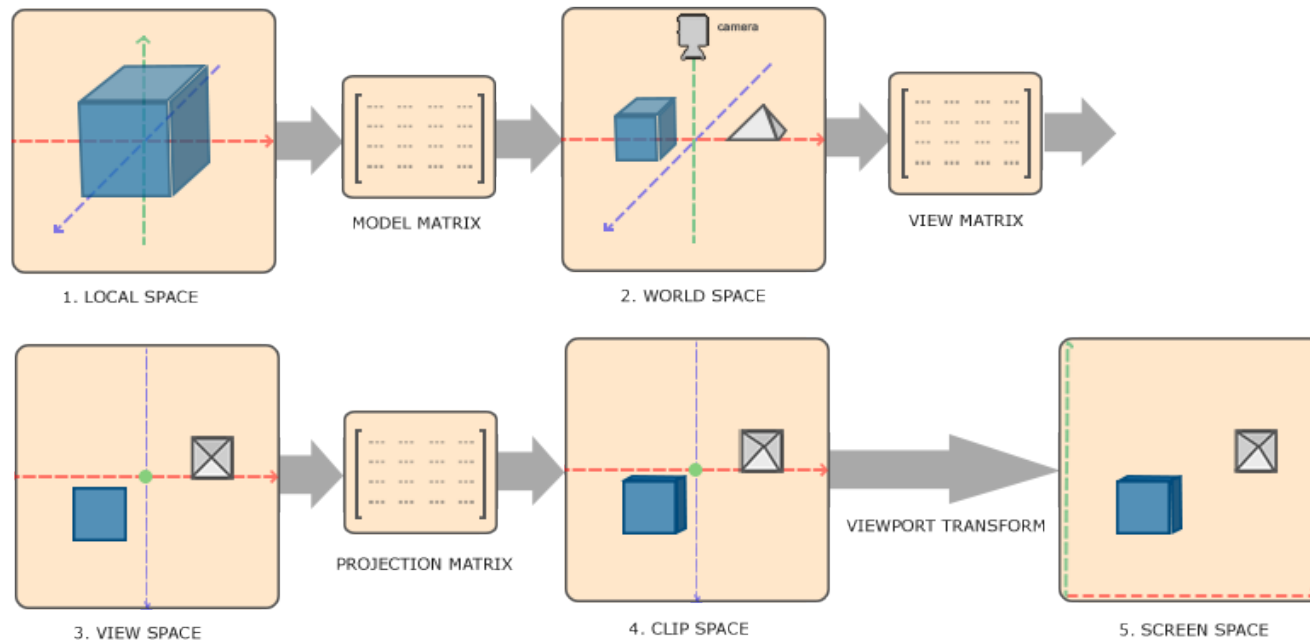 camera
MODEL MATRIX
VIEW MATRIX
1. LOCAL SPACE
2. WORLD SPACE
PROJECTION MATRIX
VIEWPORT TRANSFORM
3. VIEW SPACE
4. CLIP SPACE
5. SCREEN SPACE